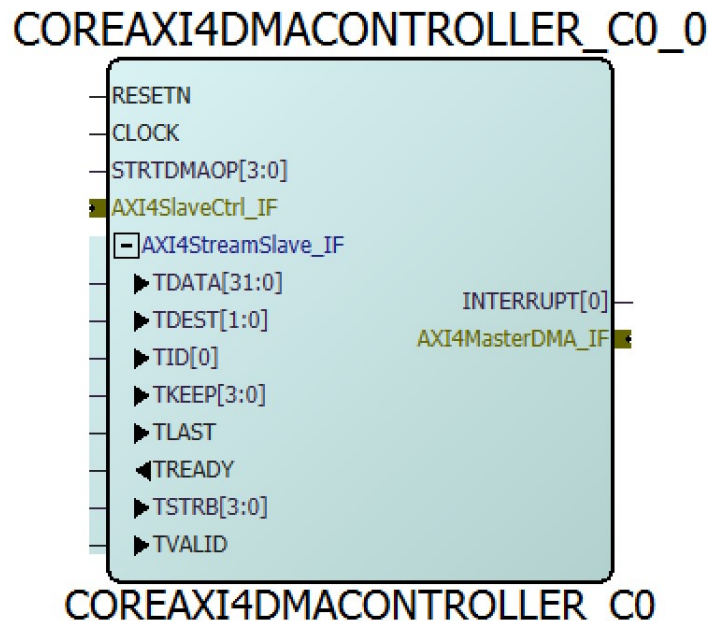 COREAXI4DMACONTROLLER_C0_0
RESETN
CLOCK
STRTDMAOP[3:0]
AXI4SlaveCtrl_IF
AXI4StreamSlave_IF
TDATA[31:0]
TDEST[1:0]
TID[0]
TKEEP[3:0]
TLAST
TREADY
TSTRB[3:0]
TVALID
INTERRUPT[0]
AXI4MasterDMA_IF
COREAXI4DMACONTROLLER_C0